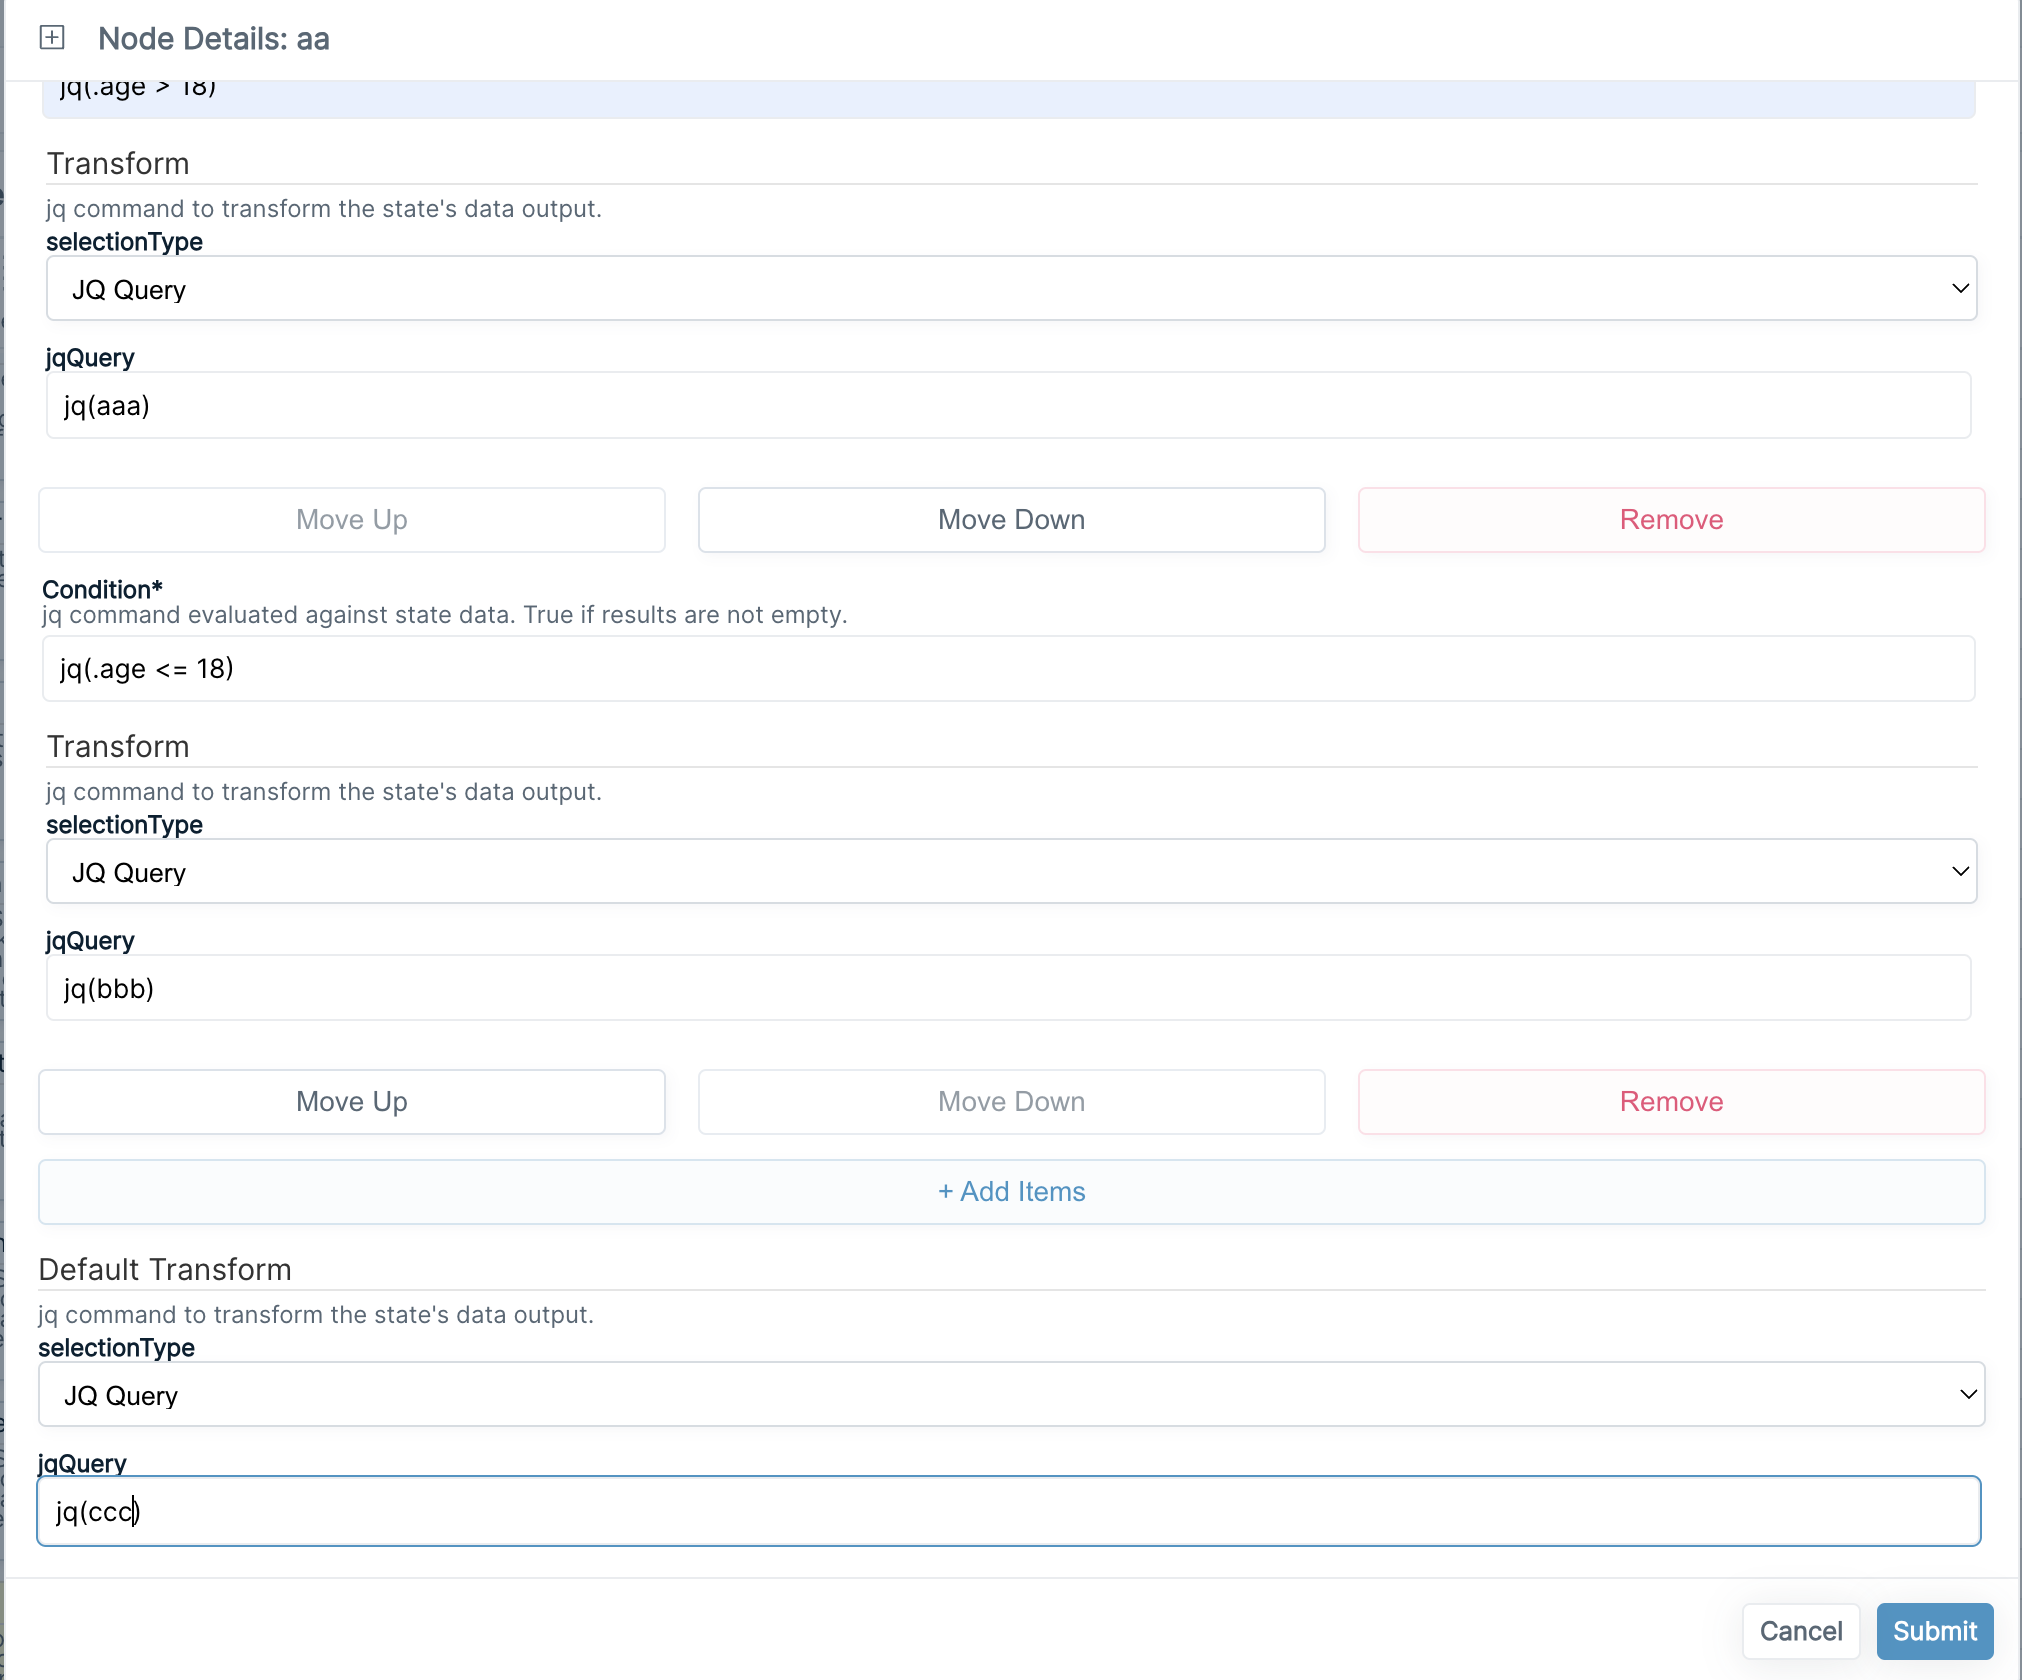 Node Details: aa
jq(.age > 18)
Transform
jq command to transform the state's data output.
selectionType
JQ Query
jqQuery
jq(aaa)
Move Up Move Down Remove
Condition*
jq command evaluated against state data. True if results are not empty.
jq(.age <= 18)
Transform
jq command to transform the state's data output.
selectionType
JQ Query
jqQuery
jq(bbb)
Move Up Move Down Remove
+ Add Items
Default Transform
jq command to transform the state's data output.
selectionType
JQ Query
jqQuery
jq(ccc)
Cancel Submit